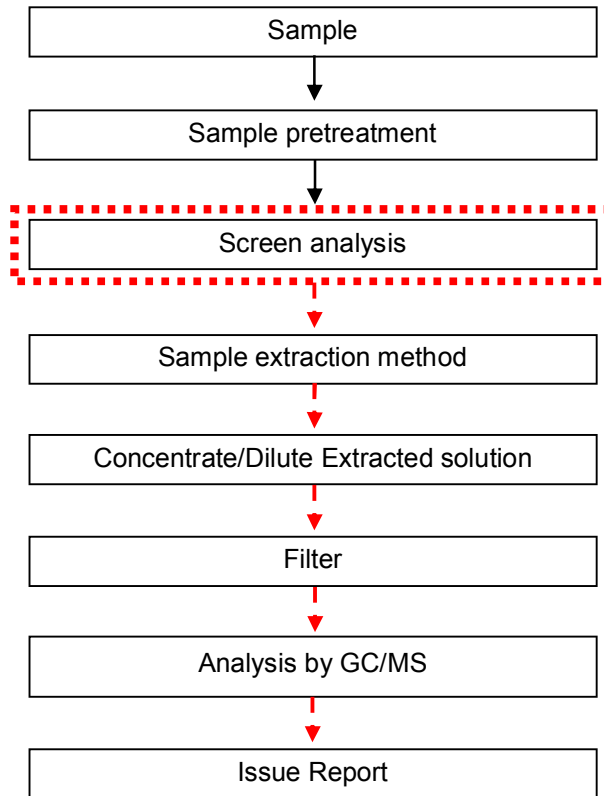 Sample
Sample pretreatment
Screen analysis
Sample extraction method
Concentrate/Dilute Extracted solution
Filter
Analysis by GC/MS
Issue Report